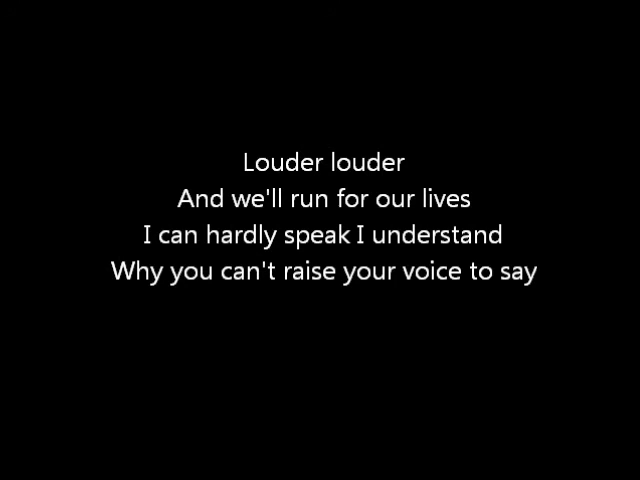 Louder louder
And we'll run for our lives
I can hardly speak I understand
Why you can't raise your voice to say